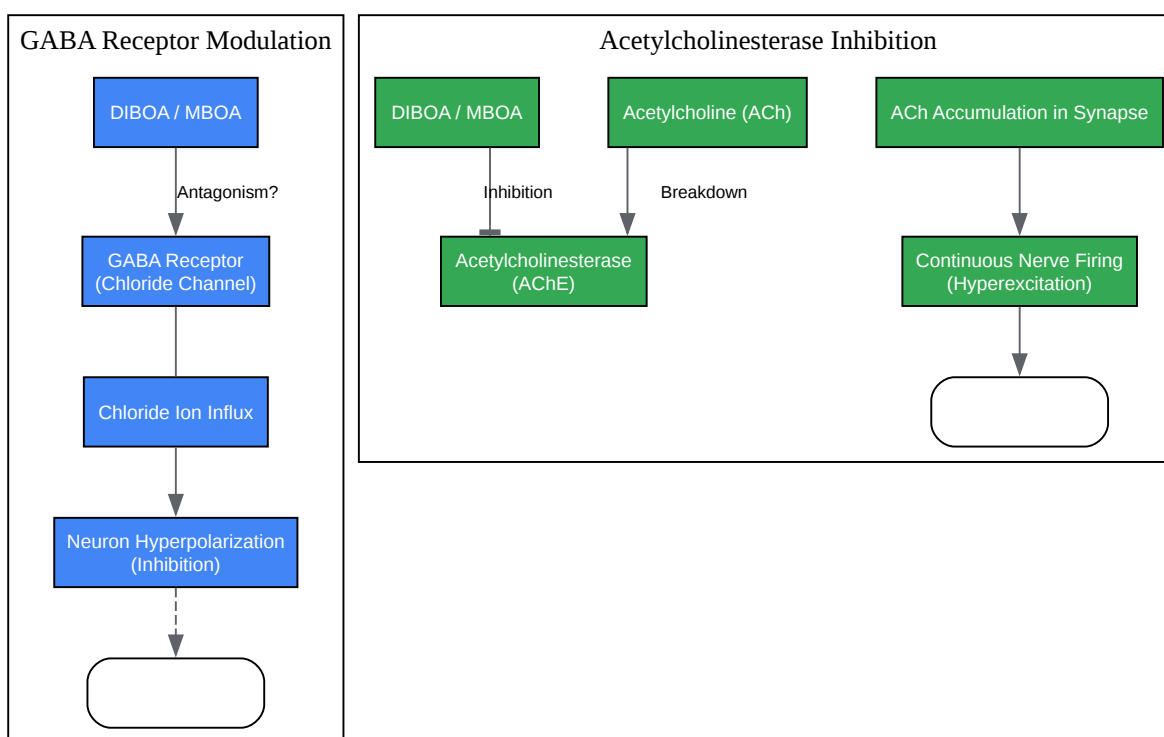 GABA Receptor Modulation
DIBOA / MBOA
Antagonism?
GABA Receptor
(Chloride Channel)
Chloride Ion Influx
Neuron Hyperpolarization
(Inhibition)
Acetylcholinesterase Inhibition
DIBOA / MBOA
Acetylcholine (ACh)
ACh Accumulation in Synapse
Inhibition
Breakdown
Acetylcholinesterase
(AChE)
Continuous Nerve Firing
(Hyperexcitation)